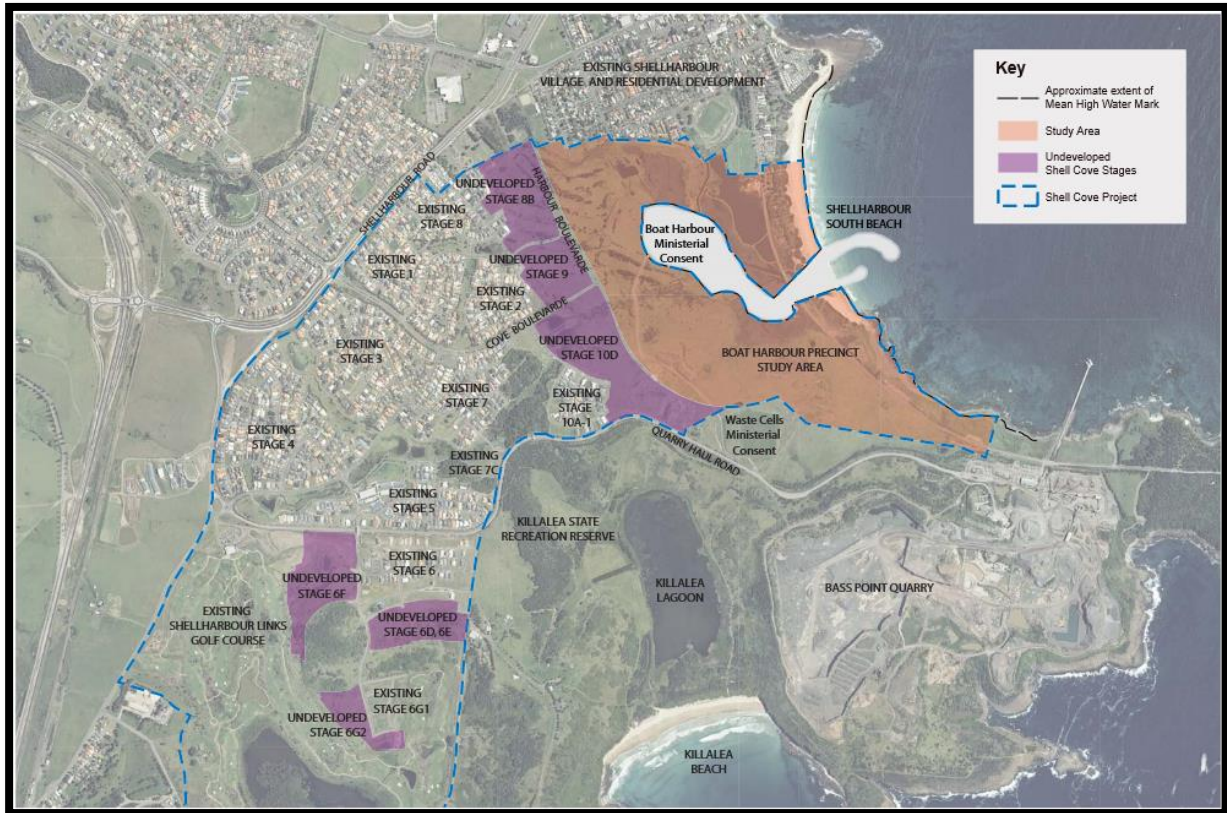 EXISTING SHELLHARBOUR
VILLAGE AND RESIDENTIAL DEVELOPMENT
Key
Approximate extent of
Mean High Water Mark
Study Area
Undeveloped
Shell Cove Stages
Shell Cove Project
SHELLHARBOUR ROAD
UNDEVELOPED
STAGE 8B
HARBOUR BOULEVARDE
EXISTING
STAGE 8
SHELLHARBOUR
SOUTH BEACH
Boat Harbour
Ministerial
Consent
EXISTING
STAGE 1
UNDEVELOPED
STAGE 9
EXISTING
STAGE 2
COVE BOULEVARDE
EXISTING
STAGE 3
UNDEVELOPED
STAGE 10D
BOAT HARBOUR PRECINCT
STUDY AREA
EXISTING
STAGE 7
EXISTING
STAGE
10A-1
Waste Cells
Ministerial
Consent
EXISTING
STAGE 4
QUARRY HAUL ROAD
EXISTING
STAGE 7C
EXISTING
STAGE 5
KILLALEA STATE
RECREATION RESERVE
EXISTING
STAGE 6
UNDEVELOPED
STAGE 6F
KILLALEA
LAGOON
BASS POINT QUARRY
EXISTING
SHELLHARBOUR LINKS
GOLF COURSE
UNDEVELOPED
STAGE 6D, 6E
EXISTING
STAGE 6G1
UNDEVELOPED
STAGE 6G2
KILLALEA
BEACH